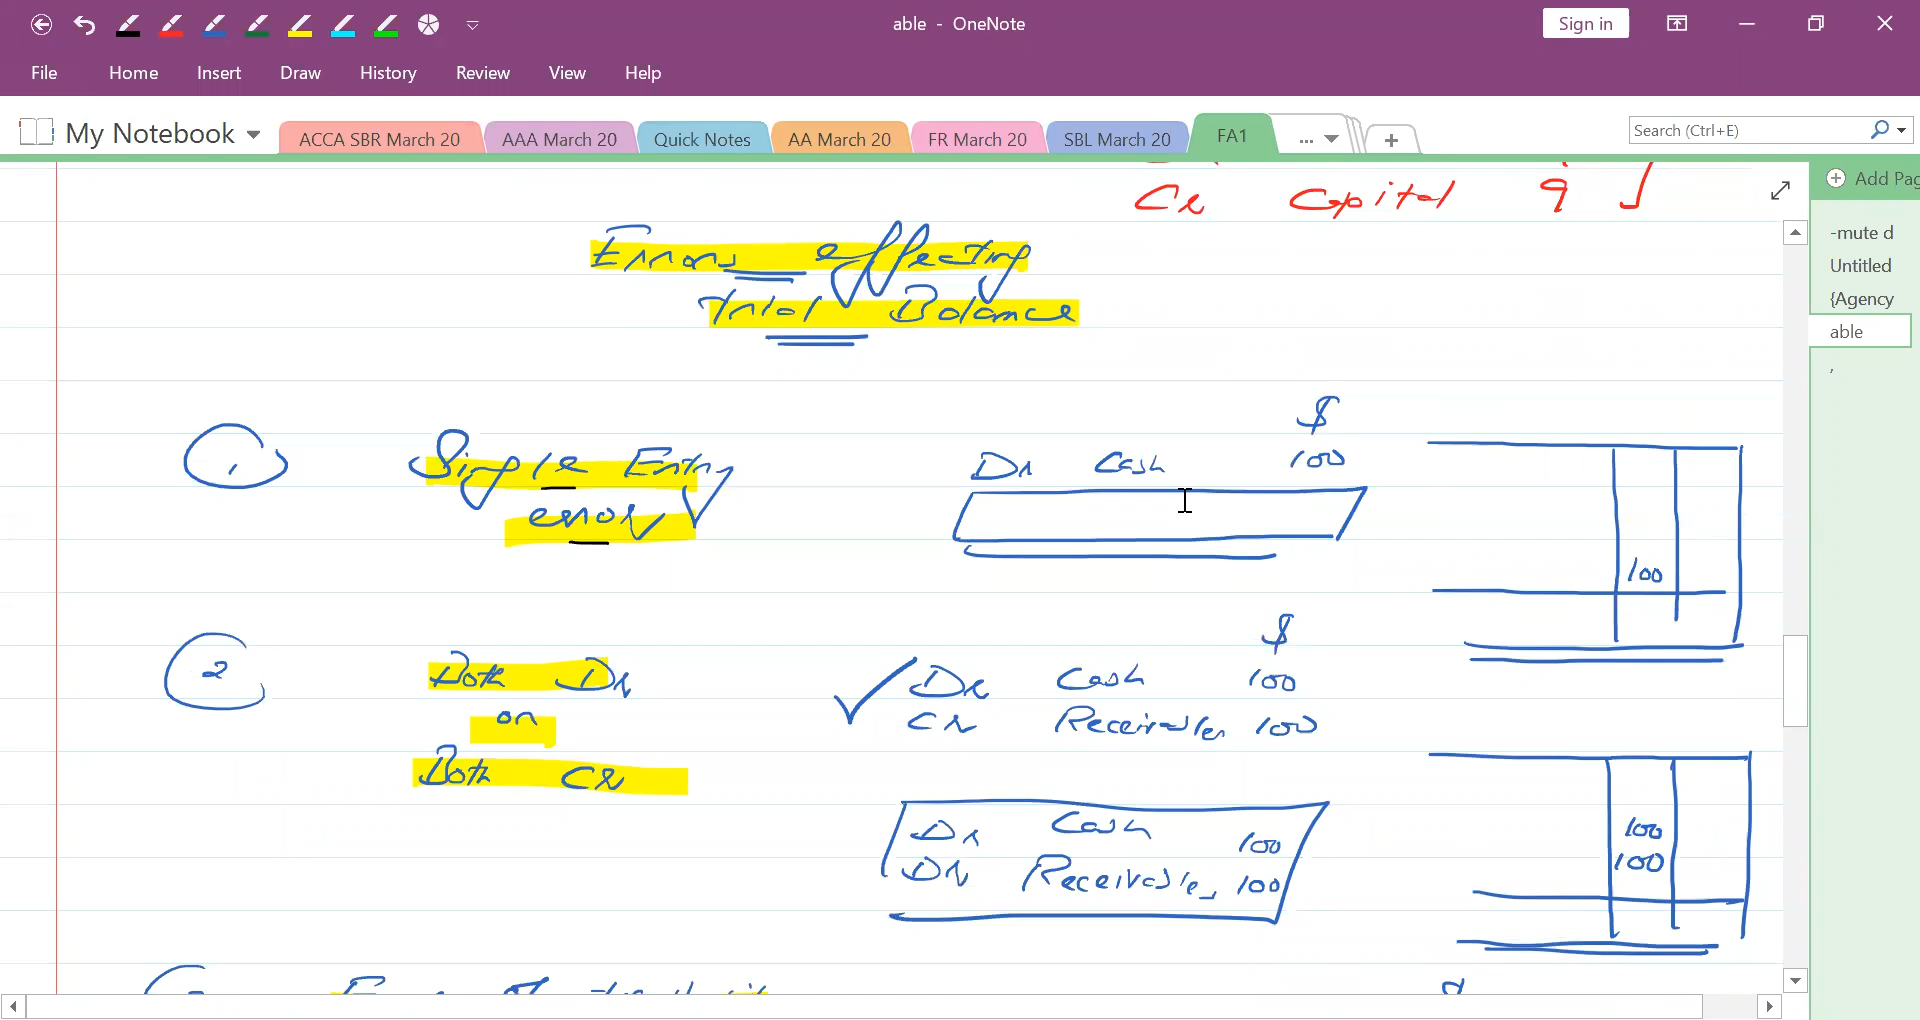 able - OneNote
Sign in
File Home Insert Draw History Review View Help
My Notebook
ACCA SBR March 20
AAA March 20
Quick Notes
AA March 20
FR March 20
SBL March 20
FA1
...
Search (Ctrl+E)
Add Pag
-mute d
Untitled
{Agency
able
,
Cr Capital 9
Errors effecting
Trial Balance
1
Single Entry
error
$
Dr Cash 100
100
2
Both Dr
or
Both Cr
$
Dr Cash 100
Cr Receivables 100
Dr Cash 100
Dr Receivables 100
100
100